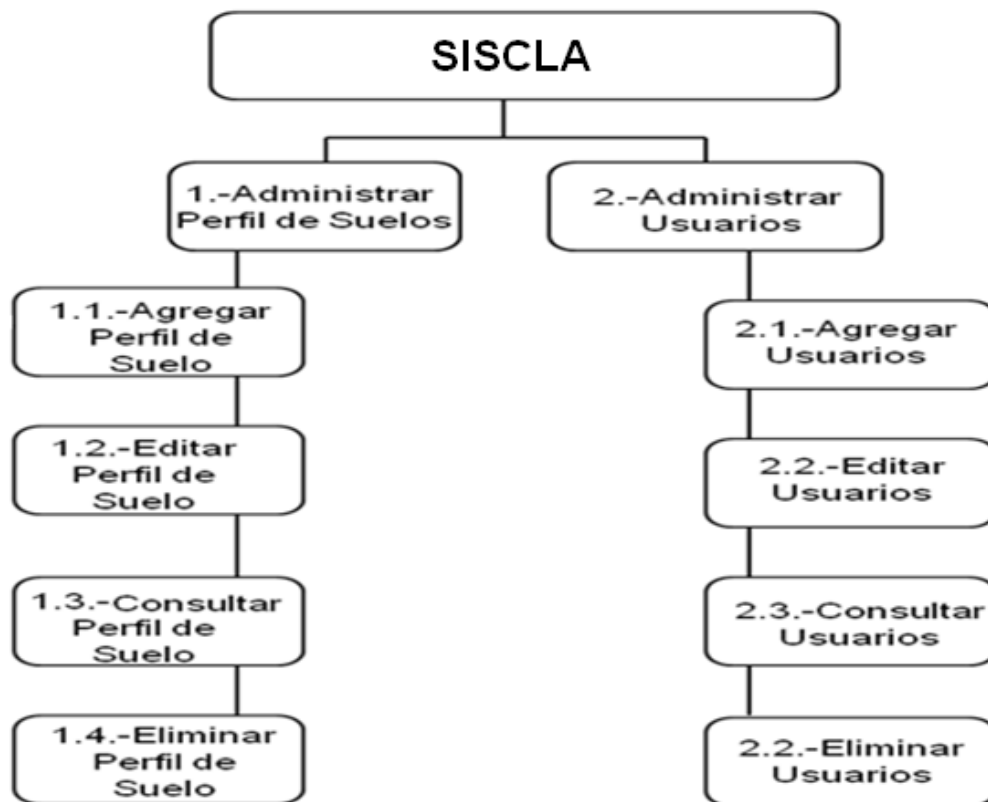 SISCLA
1.-Administrar
Perfil de Suelos
2.-Administrar
Usuarios
1.1.-Agregar
Perfil de
Suelo
1.2.-Editar
Perfil de
Suelo
1.3.-Consultar
Perfil de
Suelo
1.4.-Eliminar
Perfil de
Suelo
2.1.-Agregar
Usuarios
2.2.-Editar
Usuarios
2.3.-Consultar
Usuarios
2.2.-Eliminar
Usuarios